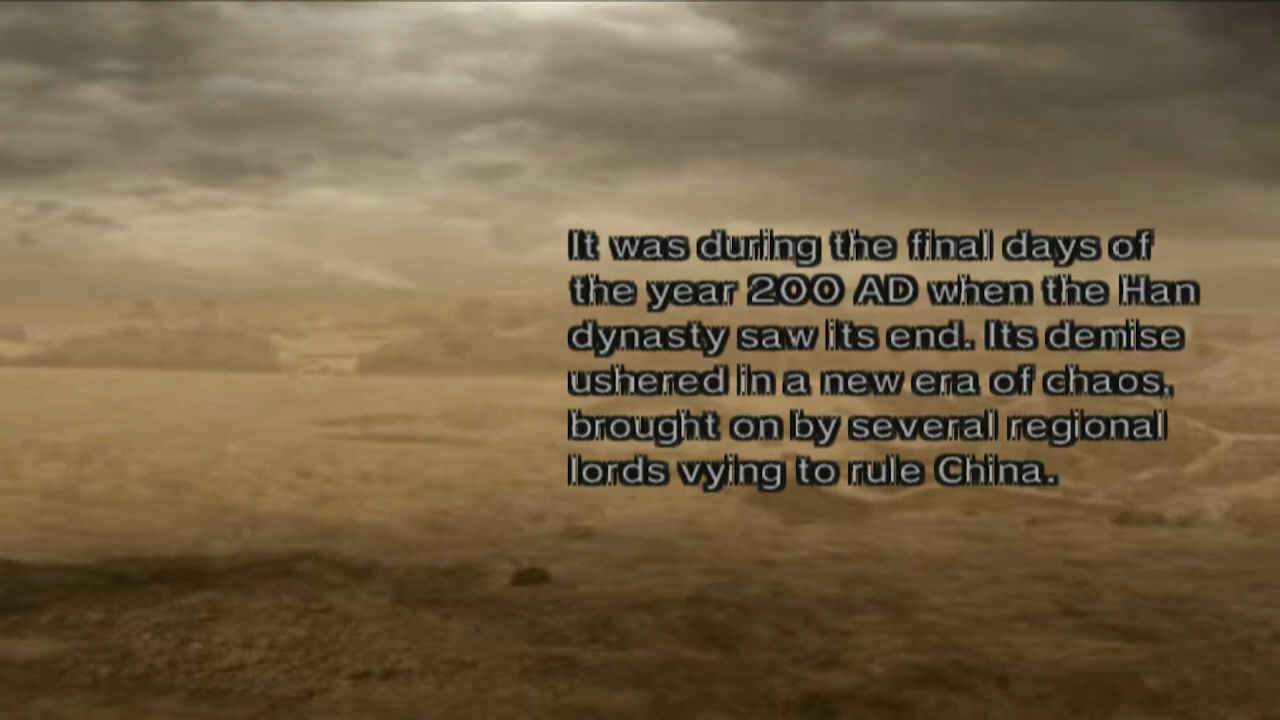 It was during the final days of
the year 200 AD when the Han
dynasty saw its end. Its demise
ushered in a new era of chaos,
brought on by several regional
lords vying to rule China.